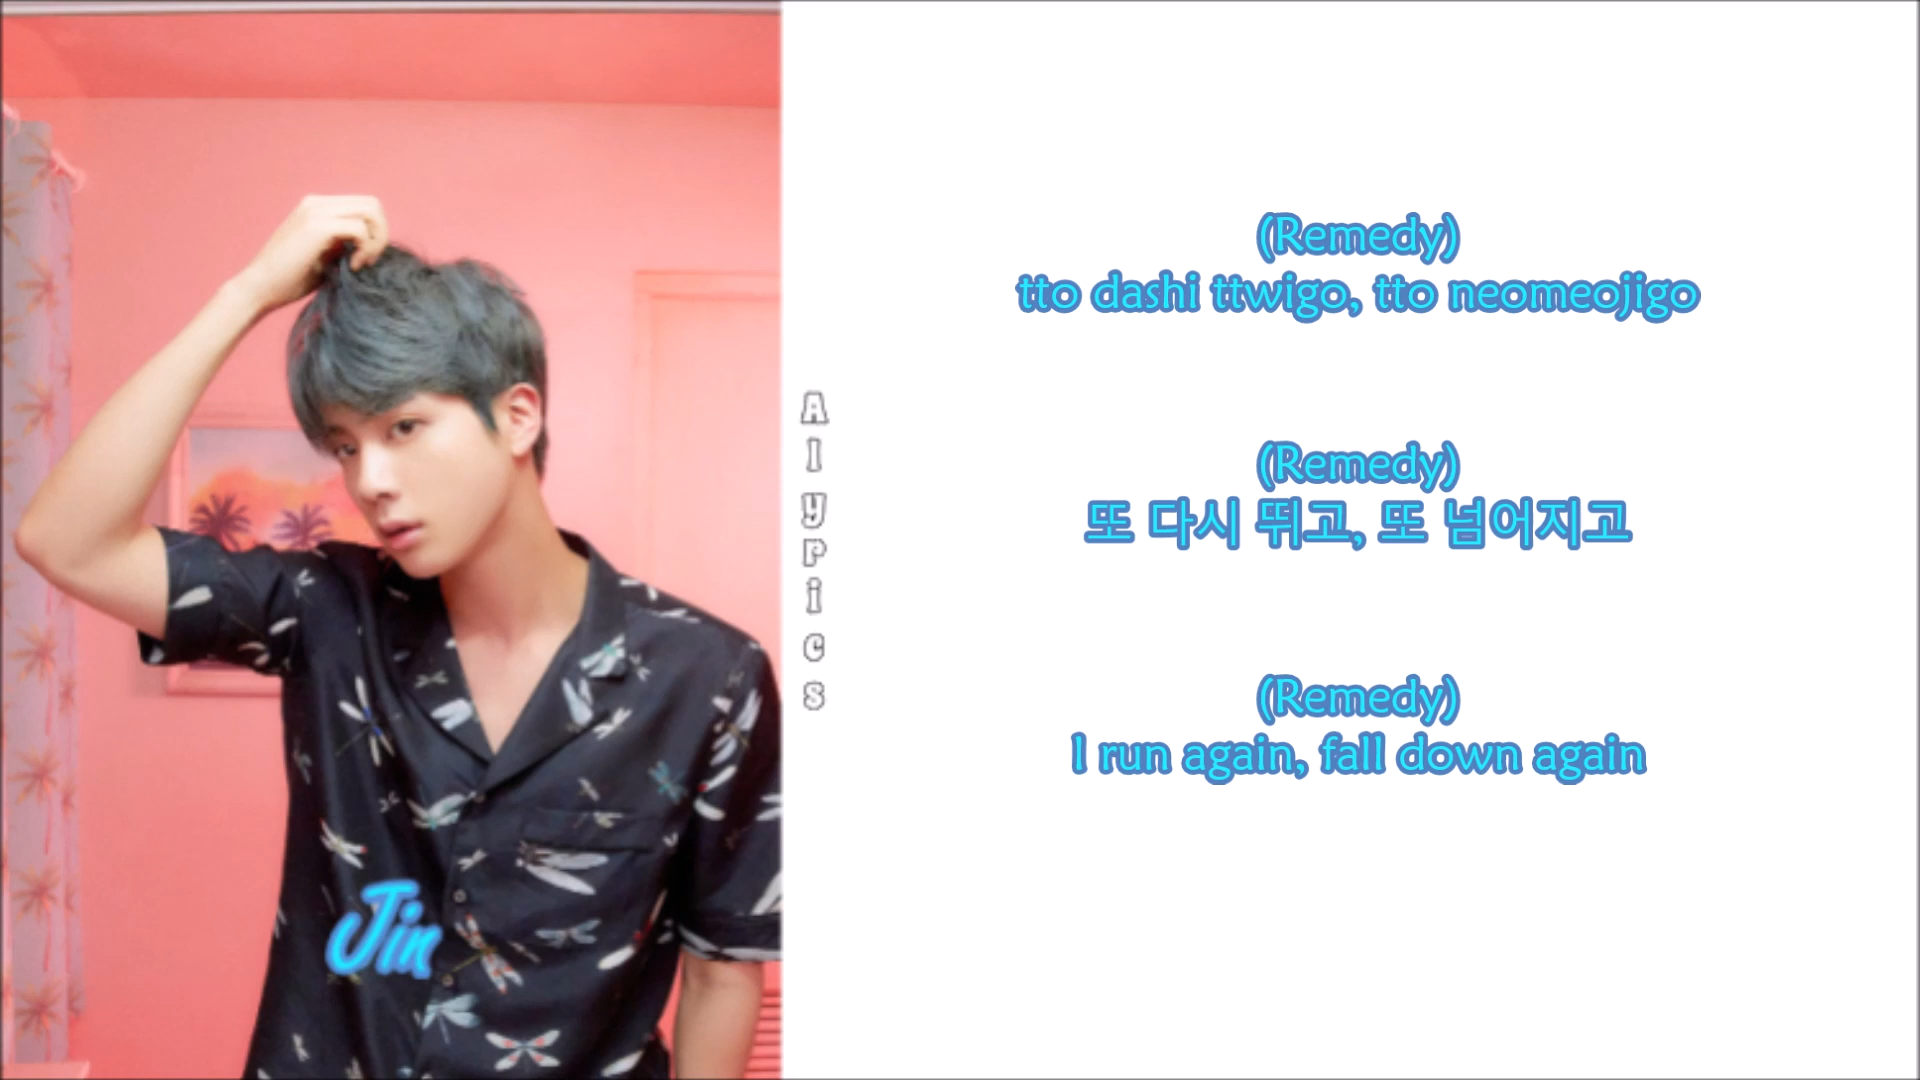 Jin
Alypics
(Remedy)
tto dashi ttwigo, tto neomeojigo
(Remedy)
또 다시 뛰고, 또 넘어지고
(Remedy)
I run again, fall down again